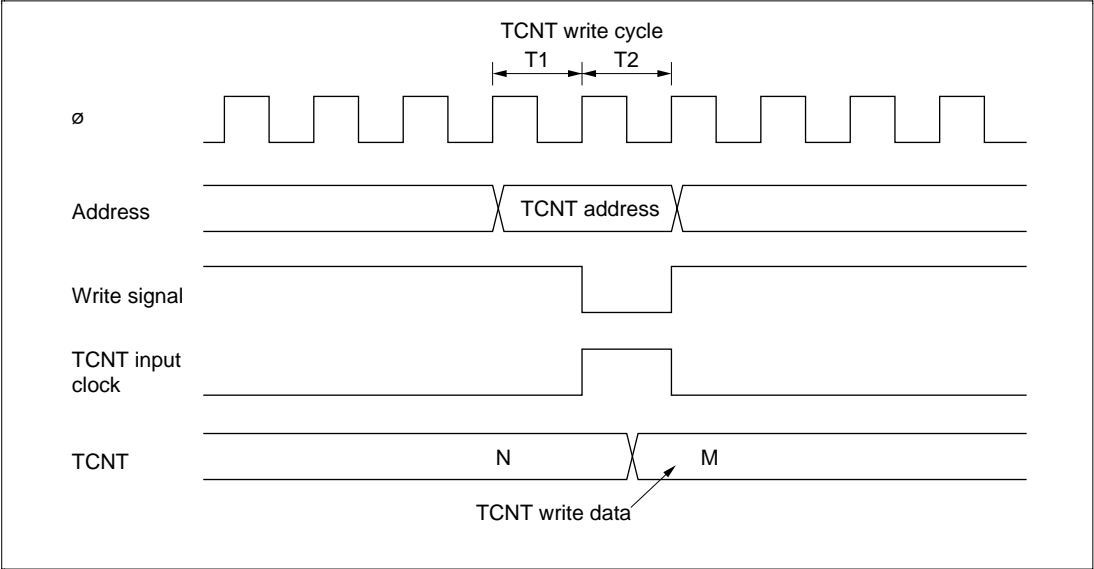 TCNT write cycle
T1 T2
ø
Address TCNT address
Write signal
TCNT input
clock
TCNT N M
TCNT write data